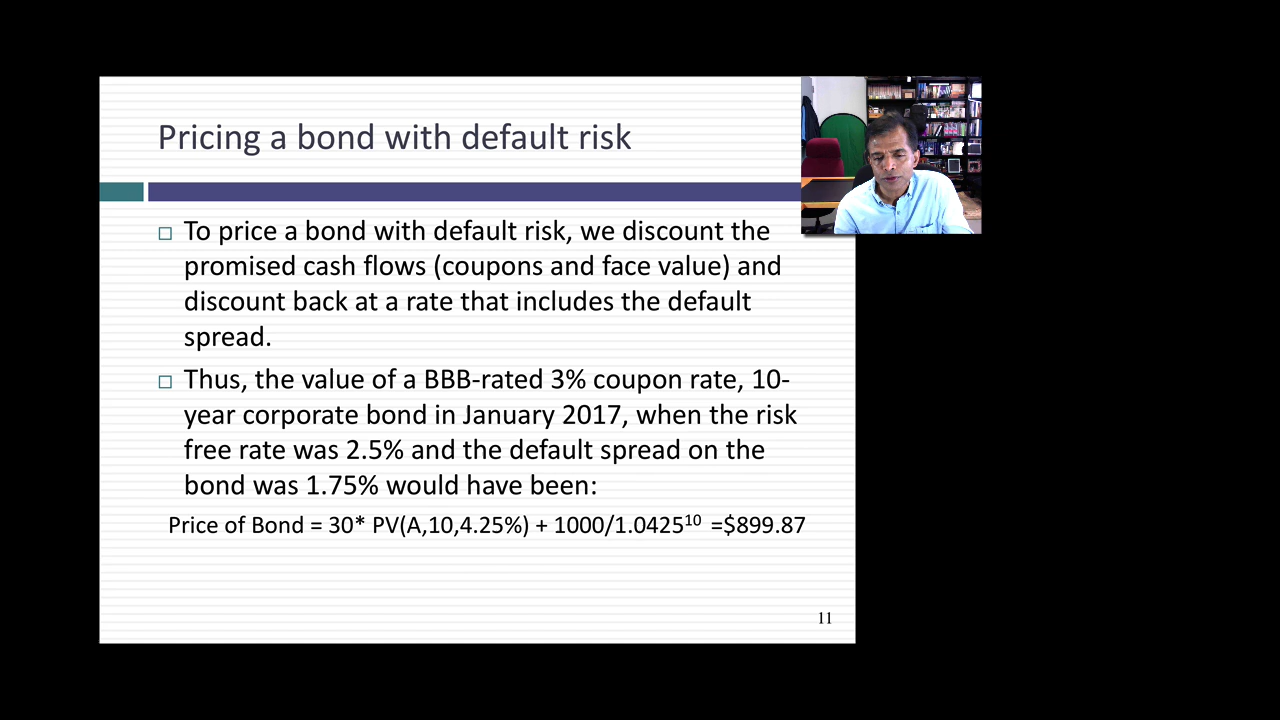 Pricing a bond with default risk
□ To price a bond with default risk, we discount the
promised cash flows (coupons and face value) and
discount back at a rate that includes the default
spread.
□ Thus, the value of a BBB-rated 3% coupon rate, 10-
year corporate bond in January 2017, when the risk
free rate was 2.5% and the default spread on the
bond was 1.75% would have been:
Price of Bond = 30* PV(A,10,4.25%) + 1000/1.0425¹⁰ =$899.87
11